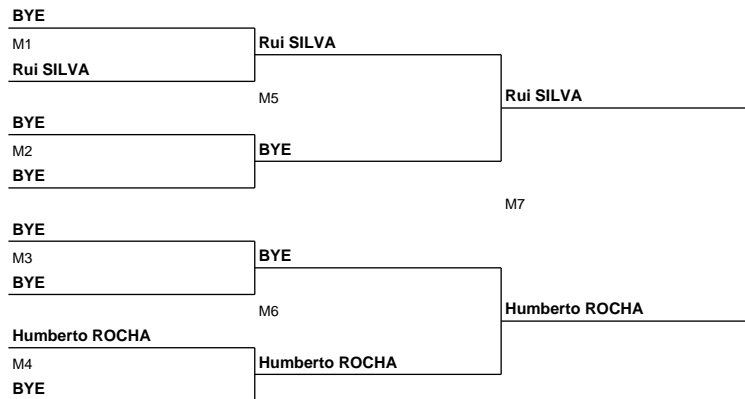 BYE
M1
Rui SILVA
BYE
M2
BYE
BYE
M3
BYE
Humberto ROCHA
M4
BYE
Rui SILVA
M5
BYE
BYE
M6
Humberto ROCHA
Rui SILVA
M7
Humberto ROCHA